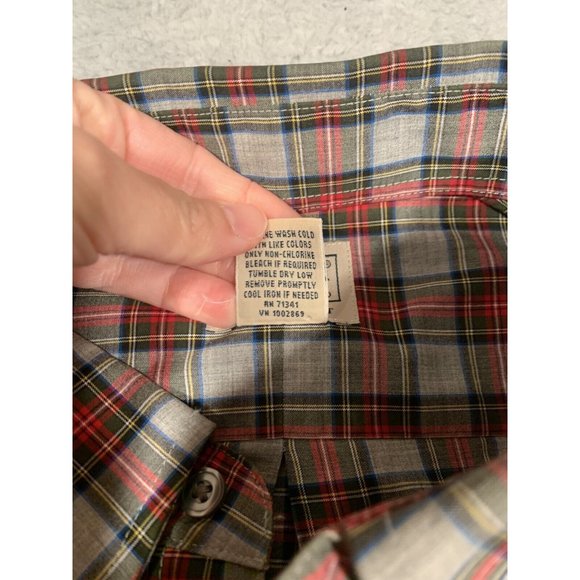 WASH COLD
WITH LIKE COLORS
ONLY NON-CHLORINE
BLEACH IF REQUIRED
TUMBLE DRY LOW
REMOVE PROMPTLY
COOL IRON IF NEEDED
RN 71341
VN 1002869
®